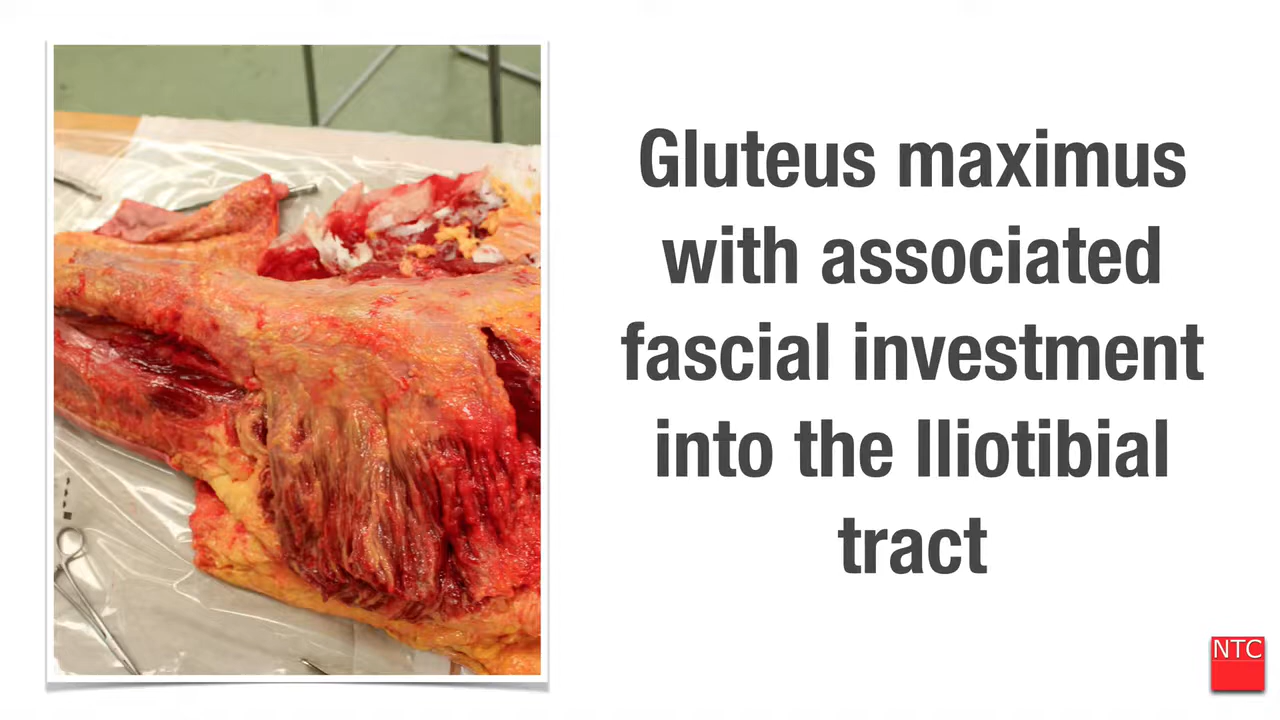 Gluteus maximus
with associated
fascial investment
into the Iliotibial
tract
NTC